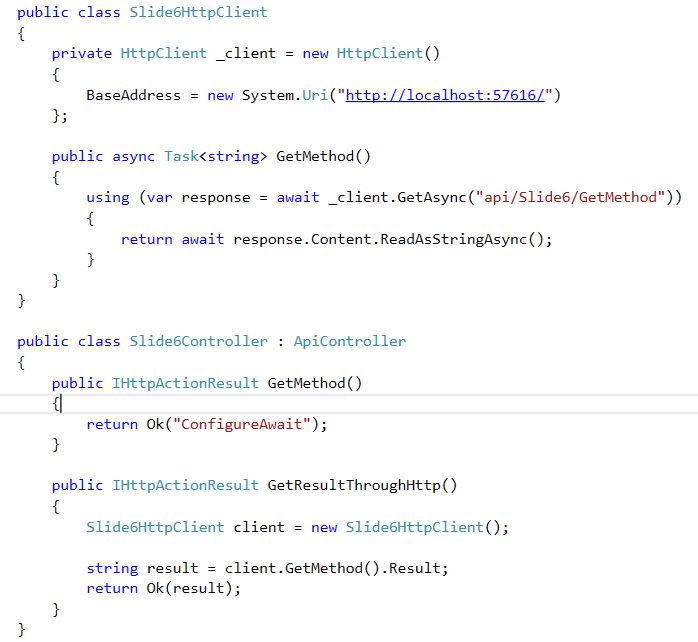 public class Slide6HttpClient
{
    private HttpClient _client = new HttpClient()
    {
        BaseAddress = new System.Uri("http://localhost:57616/")
    };

    public async Task<string> GetMethod()
    {
        using (var response = await _client.GetAsync("api/Slide6/GetMethod"))
        {
            return await response.Content.ReadAsStringAsync();
        }
    }
}

public class Slide6Controller : ApiController
{
    public IHttpActionResult GetMethod()
    {
        return Ok("ConfigureAwait");
    }

    public IHttpActionResult GetResultThroughHttp()
    {
        Slide6HttpClient client = new Slide6HttpClient();

        string result = client.GetMethod().Result;
        return Ok(result);
    }
}